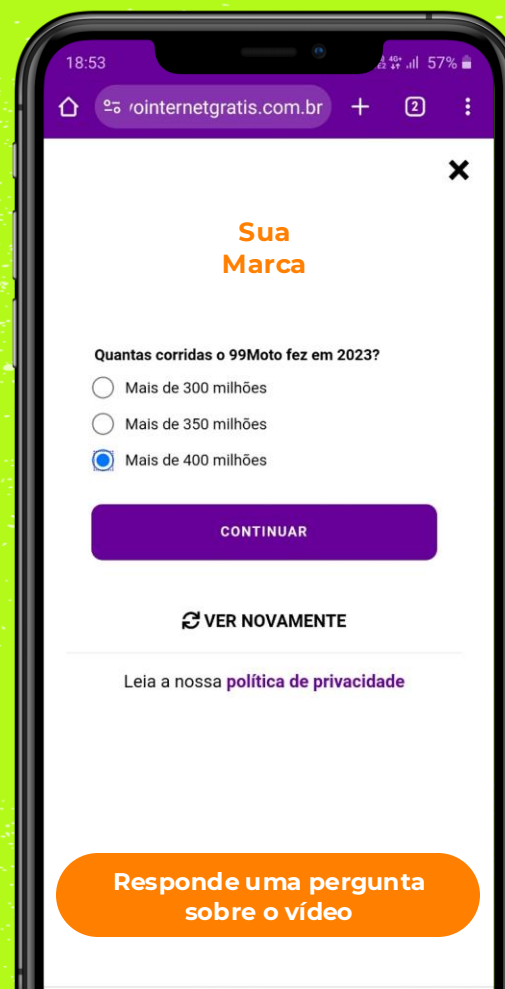 18:53
4G+ 57%
vointernetgratis.com.br + 2
Sua
Marca
Quantas corridas o 99Moto fez em 2023?
Mais de 300 milhões
Mais de 350 milhões
Mais de 400 milhões
CONTINUAR
VER NOVAMENTE
Leia a nossa política de privacidade
Responde uma pergunta
sobre o vídeo